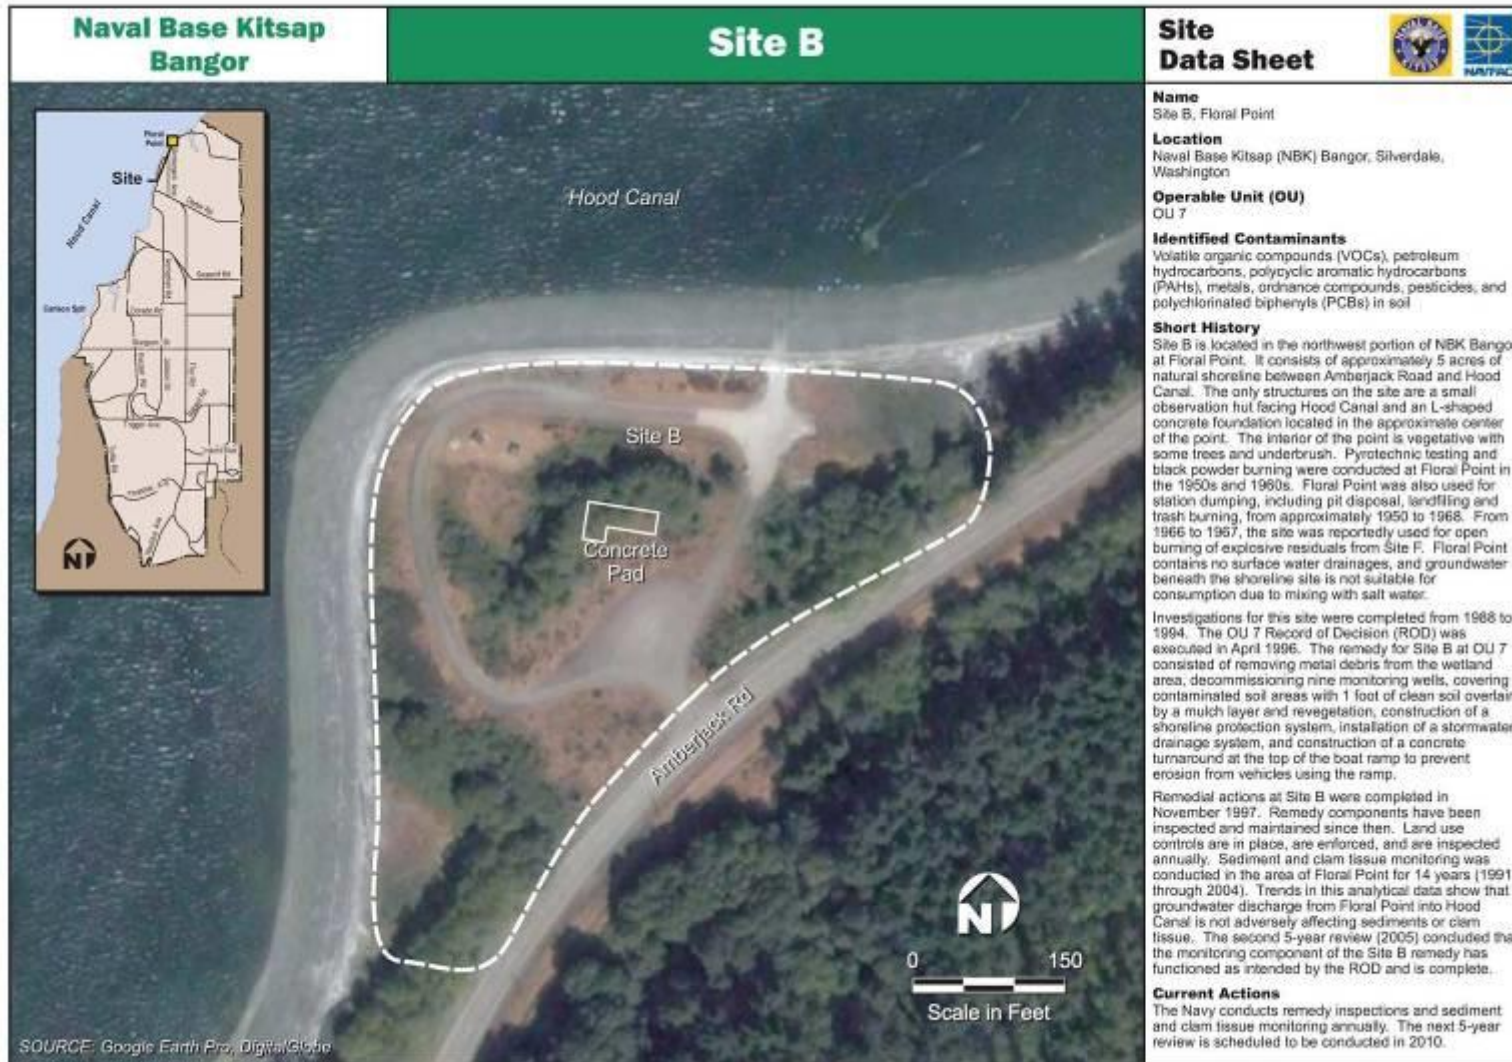 Naval Base Kitsap
Bangor
Site B
Site
Data Sheet
NAVFAC
Floral
Point
Site
Hood Canal
Hood Canal
Site B
Concrete
Pad
Amberjack Rd
N
N
0 150
Scale in Feet
SOURCE: Google Earth Pro, DigitalGlobe
Name
Site B, Floral Point
Location
Naval Base Kitsap (NBK) Bangor, Silverdale,
Washington
Operable Unit (OU)
OU 7
Identified Contaminants
Volatile organic compounds (VOCs), petroleum
hydrocarbons, polycyclic aromatic hydrocarbons
(PAHs), metals, ordnance compounds, pesticides, and
polychlorinated biphenyls (PCBs) in soil
Short History
Site B is located in the northwest portion of NBK Bango
at Floral Point. It consists of approximately 5 acres of
natural shoreline between Amberjack Road and Hood
Canal. The only structures on the site are a small
observation hut facing Hood Canal and an L-shaped
concrete foundation located in the approximate center
of the point. The interior of the point is vegetative with
some trees and underbrush. Pyrotechnic testing and
black powder burning were conducted at Floral Point in
the 1950s and 1960s. Floral Point was also used for
station dumping, including pit disposal, landfilling and
trash burning, from approximately 1950 to 1968. From
1966 to 1967, the site was reportedly used for open
burning of explosive residuals from Site F. Floral Point
contains no surface water drainages, and groundwater
beneath the shoreline site is not suitable for
consumption due to mixing with salt water.
Investigations for this site were completed from 1988 to
1994. The OU 7 Record of Decision (ROD) was
executed in April 1996. The remedy for Site B at OU 7
consisted of removing metal debris from the wetland
area, decommissioning nine monitoring wells, covering
contaminated soil areas with 1 foot of clean soil overlain
by a mulch layer and revegetation, construction of a
shoreline protection system, installation of a stormwater
drainage system, and construction of a concrete
turnaround at the top of the boat ramp to prevent
erosion from vehicles using the ramp.
Remedial actions at Site B were completed in
November 1997. Remedy components have been
inspected and maintained since then. Land use
controls are in place, are enforced, and are inspected
annually. Sediment and clam tissue monitoring was
conducted in the area of Floral Point for 14 years (1991
through 2004). Trends in this analytical data show that
groundwater discharge from Floral Point into Hood
Canal is not adversely affecting sediments or clam
tissue. The second 5-year review (2005) concluded tha
the monitoring component of the Site B remedy has
functioned as intended by the ROD and is complete.
Current Actions
The Navy conducts remedy inspections and sediment
and clam tissue monitoring annually. The next 5-year
review is scheduled to be conducted in 2010.